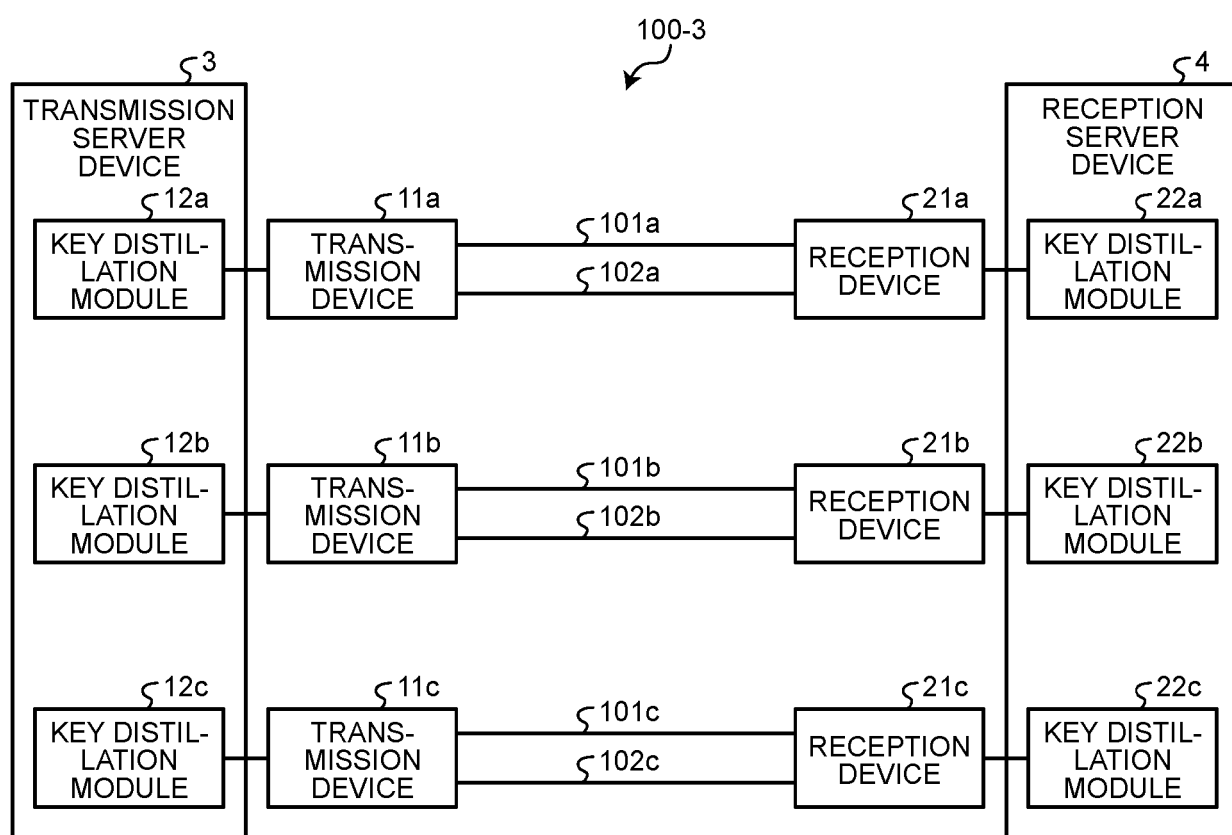 100-3
3
4
TRANSMISSION
SERVER
DEVICE
RECEPTION
SERVER
DEVICE
12a
11a
101a
21a
22a
KEY DISTIL-
LATION
MODULE
TRANS-
MISSION
DEVICE
102a
RECEPTION
DEVICE
KEY DISTIL-
LATION
MODULE
12b
11b
101b
21b
22b
KEY DISTIL-
LATION
MODULE
TRANS-
MISSION
DEVICE
102b
RECEPTION
DEVICE
KEY DISTIL-
LATION
MODULE
12c
11c
101c
21c
22c
KEY DISTIL-
LATION
MODULE
TRANS-
MISSION
DEVICE
102c
RECEPTION
DEVICE
KEY DISTIL-
LATION
MODULE